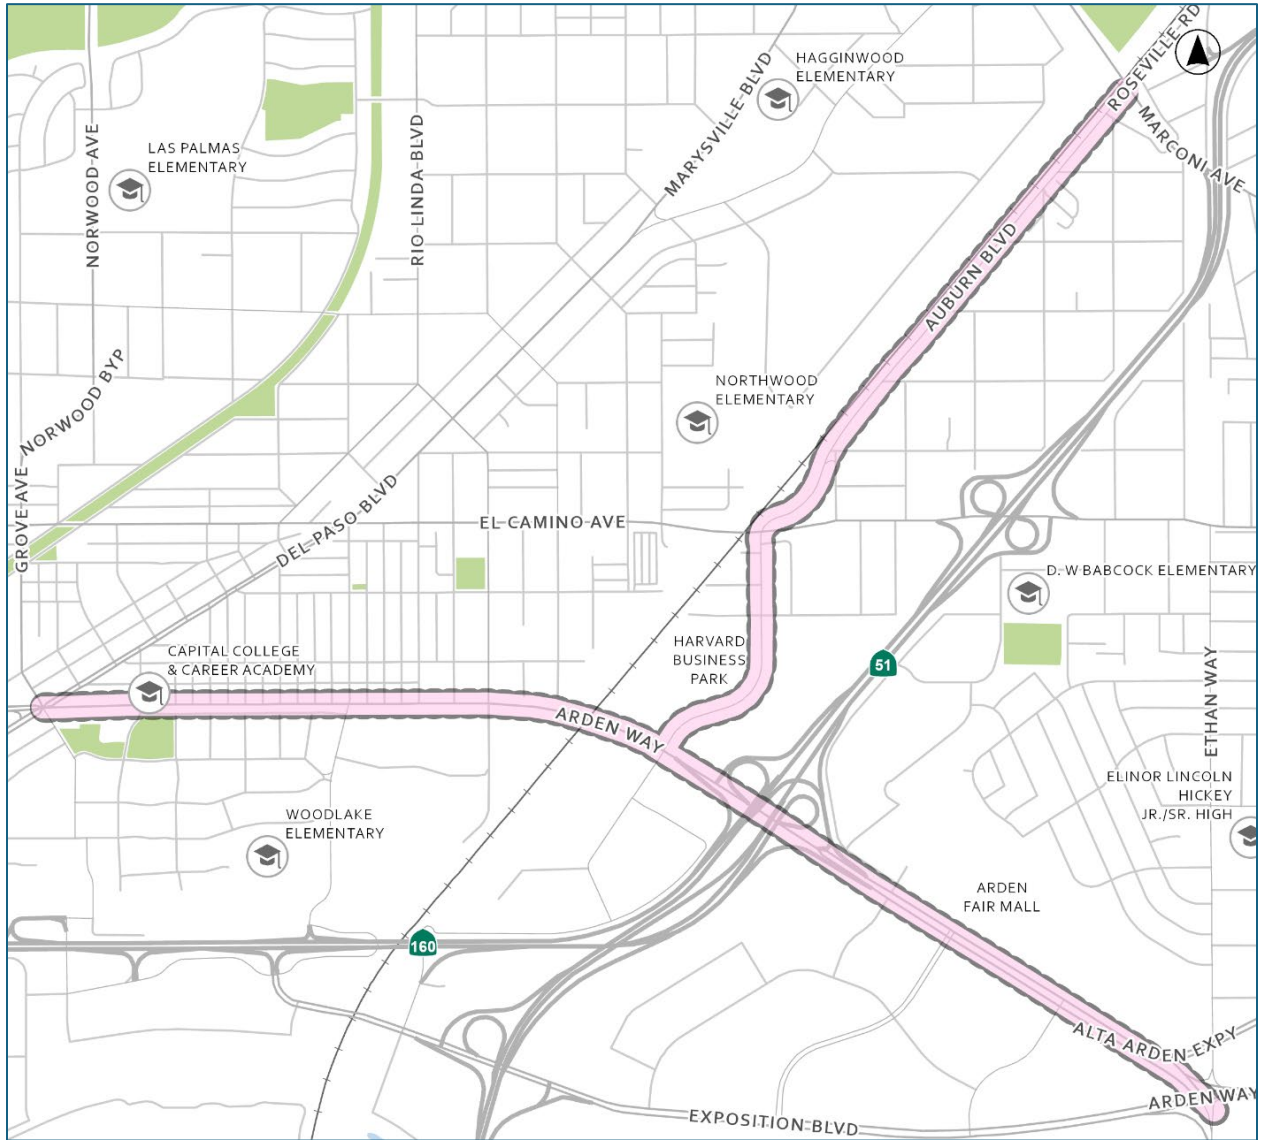 ROSEVILLE RD
HAGGINWOOD
ELEMENTARY
MARYSVILLE BLVD
MARCONI AVE
LAS PALMAS
ELEMENTARY
NORWOOD AVE
RIO LINDA BLVD
AUBURN BLVD
NORWOOD BYP
NORTHWOOD
ELEMENTARY
GROVE AVE
DEL PASO BLVD
EL CAMINO AVE
D. W BABCOCK ELEMENTARY
HARVARD
BUSINESS
PARK
CAPITAL COLLEGE
& CAREER ACADEMY
51
ETHAN WAY
ARDEN WAY
ELINOR LINCOLN
HICKEY
JR./SR. HIGH
WOODLAKE
ELEMENTARY
ARDEN
FAIR MALL
160
ALTA ARDEN EXPY
ARDEN WAY
EXPOSITION BLVD